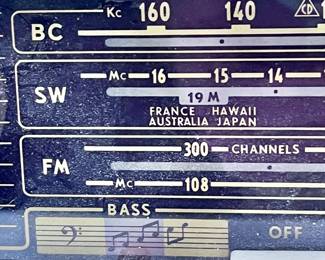 Kc 160 140
BC
Mc 16 15 14
SW
19 M
FRANCE HAWAII
AUSTRALIA JAPAN
300 CHANNELS
FM
Mc 108
BASS
OFF